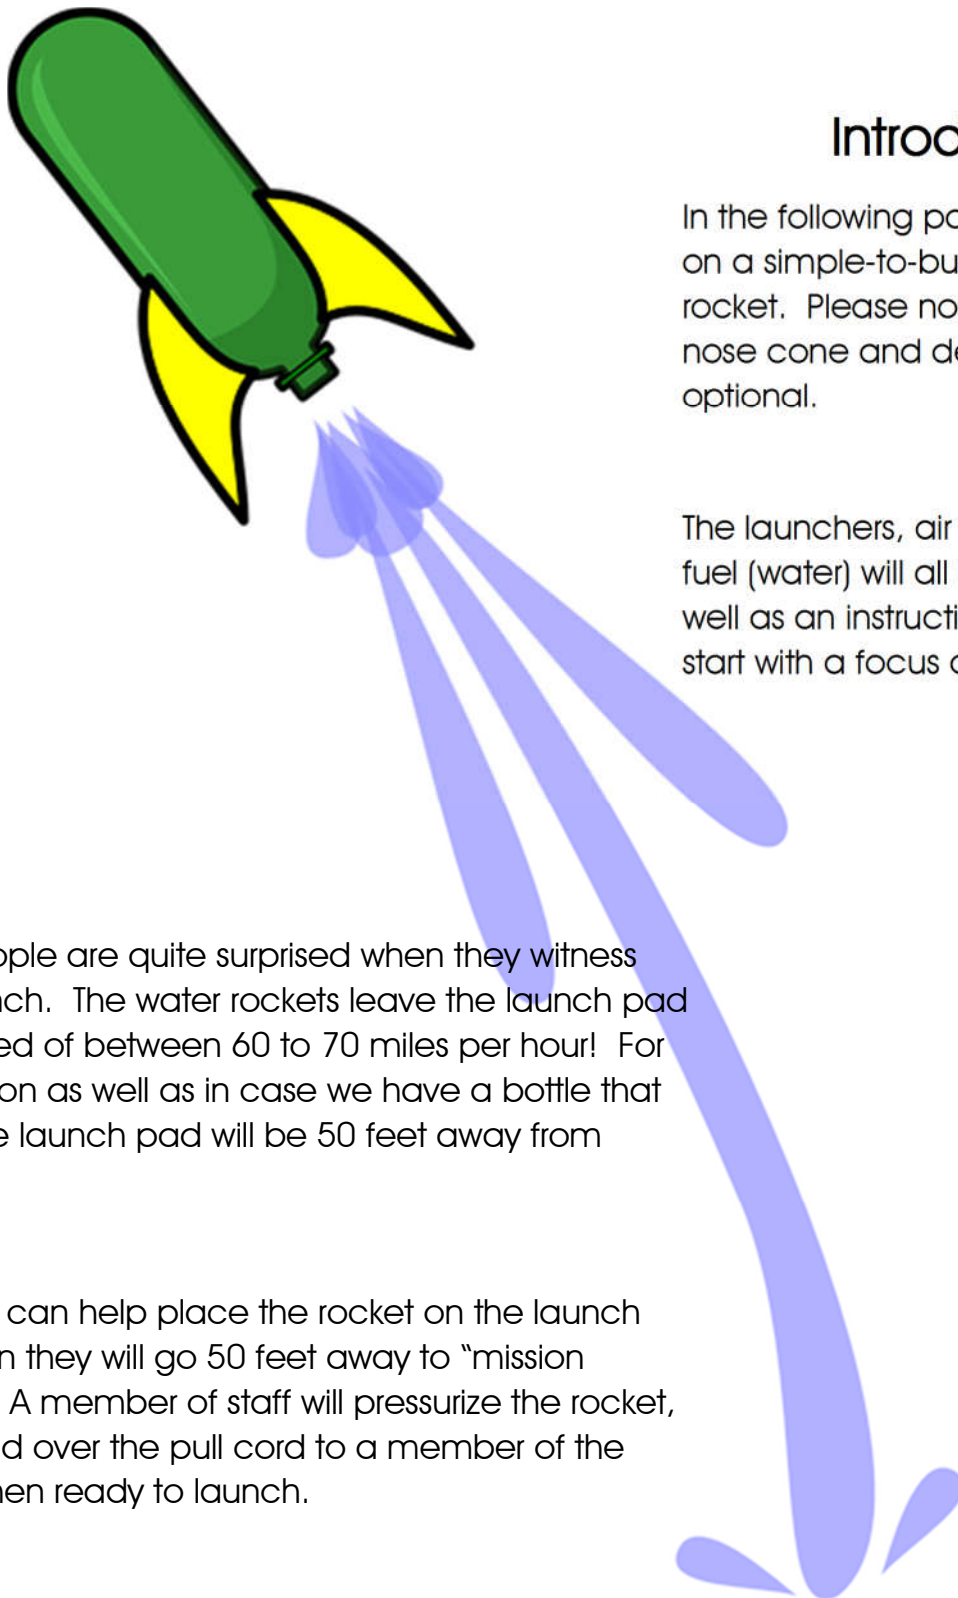 Introd
In the following pa
on a simple-to-bu
rocket.  Please no
nose cone and de
optional.
The launchers, air
fuel (water) will all
well as an instructi
start with a focus
ople are quite surprised when they witness
nch.  The water rockets leave the launch pad
ed of between 60 to 70 miles per hour!  For
on as well as in case we have a bottle that
e launch pad will be 50 feet away from
can help place the rocket on the launch
n they will go 50 feet away to “mission
A member of staff will pressurize the rocket,
d over the pull cord to a member of the
hen ready to launch.